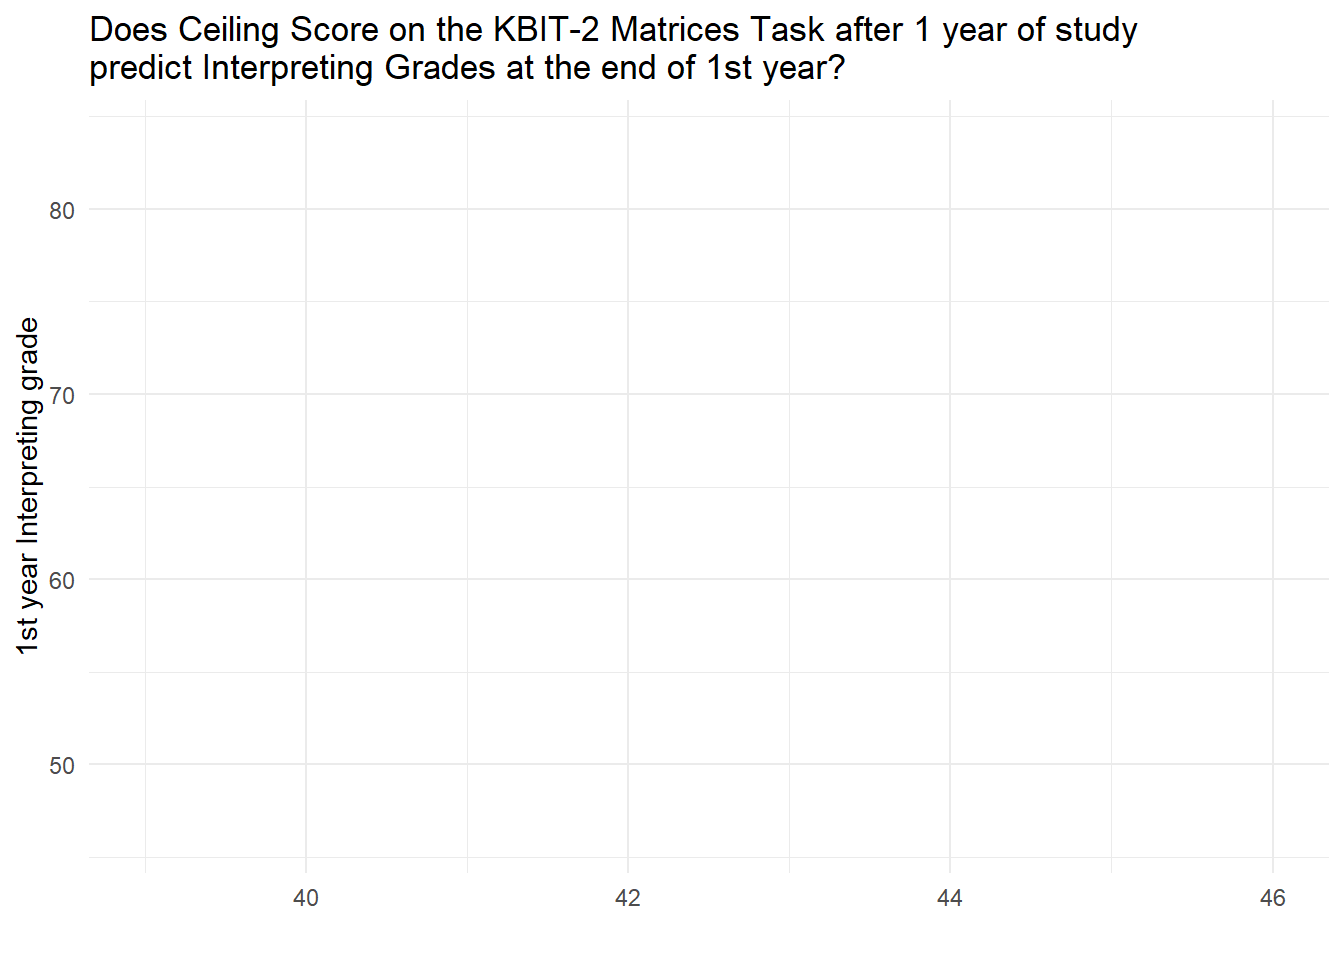 Does Ceiling Score on the KBIT-2 Matrices Task after 1 year of study
predict Interpreting Grades at the end of 1st year?
1st year Interpreting grade
80
70
60
50
40
42
44
46